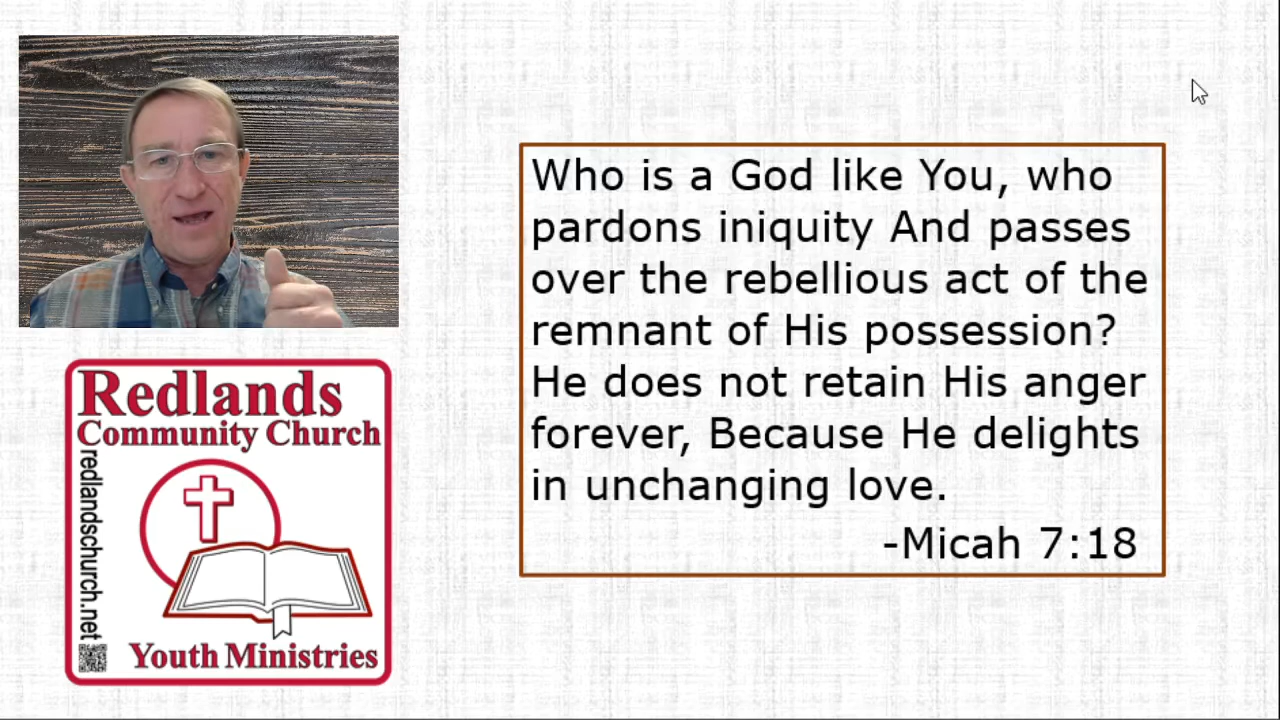 Who is a God like You, who
pardons iniquity And passes
over the rebellious act of the
remnant of His possession?
He does not retain His anger
forever, Because He delights
in unchanging love.
-Micah 7:18
Redlands
Community Church
redlandschurch.net
Youth Ministries